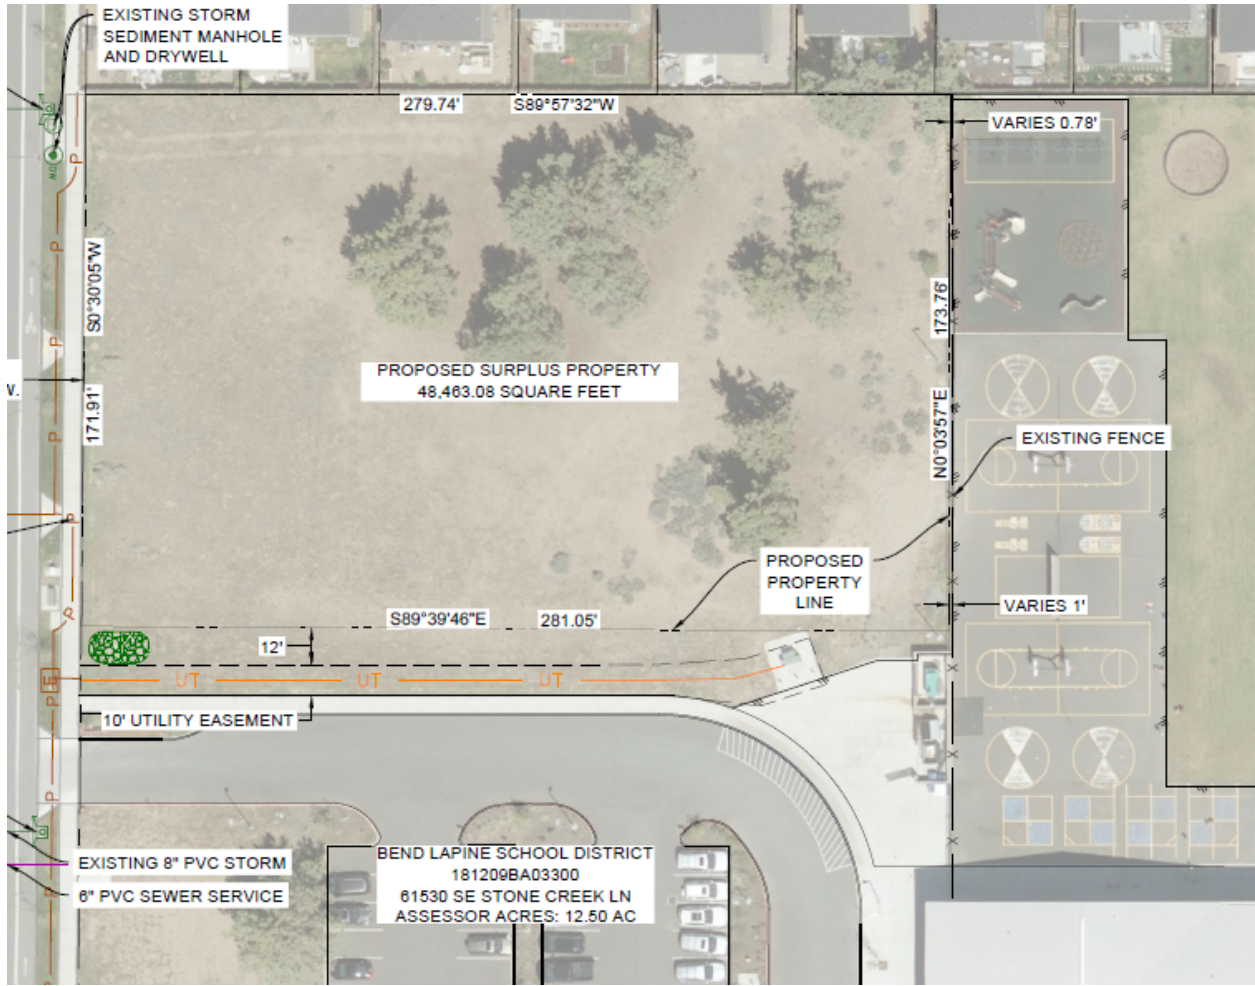 EXISTING STORM
SEDIMENT MANHOLE
AND DRYWELL
279.74'
S89°57'32"W
VARIES 0.78'
P
DW
P
S0°30'05"W
171.91'
P
173.76'
N0°03'57"E
PROPOSED SURPLUS PROPERTY
48,463.08 SQUARE FEET
W.
P
EXISTING FENCE
P
PROPOSED
PROPERTY
LINE
VARIES 1'
P
S89°39'46"E
281.05'
12'
UT
UT
UT
P
10' UTILITY EASEMENT
P
EXISTING 8" PVC STORM
6" PVC SEWER SERVICE
P
BEND LAPINE SCHOOL DISTRICT
181209BA03300
61530 SE STONE CREEK LN
ASSESSOR ACRES: 12.50 AC